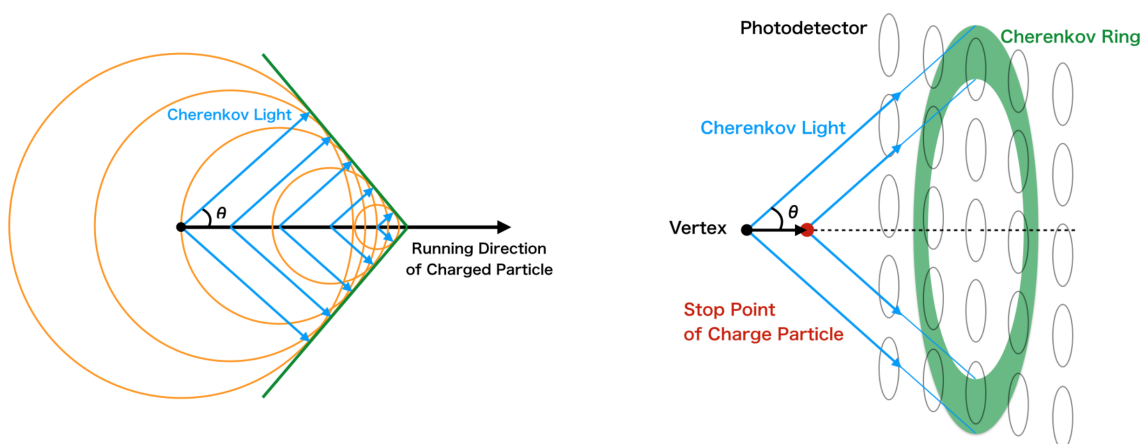 Cherenkov Light
θ
Running Direction
of Charged Particle
Photodetector
Cherenkov Ring
Cherenkov Light
θ
Vertex
Stop Point
of Charge Particle